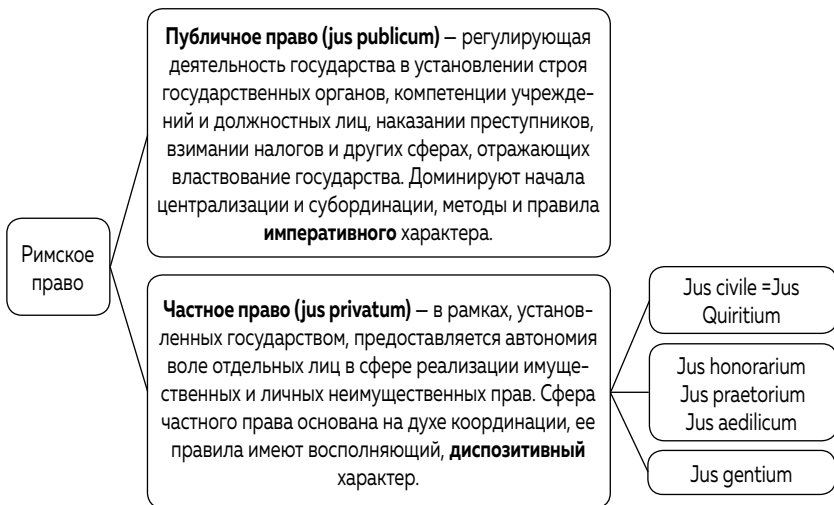 Публичное право (jus publicum) – регулирующая
деятельность государства в установлении строя
государственных органов, компетенции учрежде-
ний и должностных лиц, наказании преступников,
взимании налогов и других сферах, отражающих
властвование государства. Доминируют начала
централизации и субординации, методы и правила
императивного характера.
Римское
право
Частное право (jus privatum) – в рамках, установ-
ленных государством, предоставляется автономия
воле отдельных лиц в сфере реализации имуще-
ственных и личных неимущественных прав. Сфера
частного права основана на духе координации, ее
правила имеют восполняющий, диспозитивный
характер.
Jus civile =Jus
Quiritium
Jus honorarium
Jus praetorium
Jus aedilicum
Jus gentium